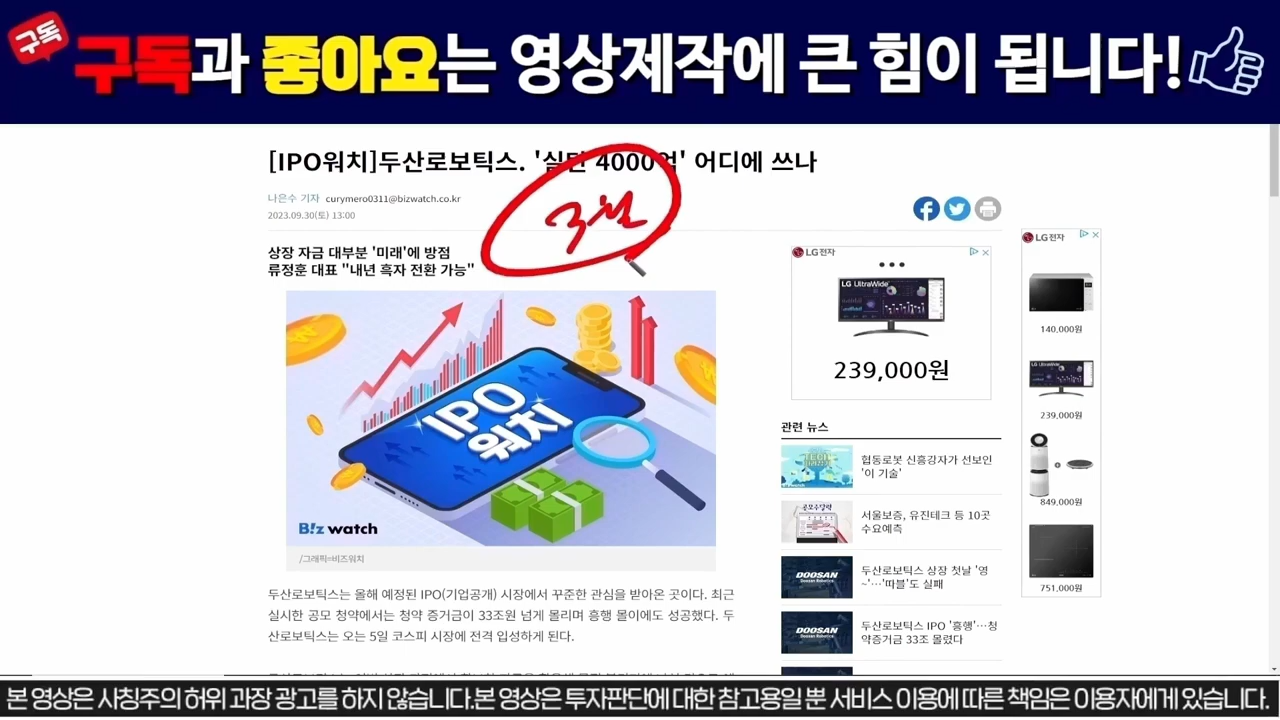 구독
구독과 좋아요는 영상제작에 큰 힘이 됩니다!
[IPO워치]두산로보틱스. '실탄 4000억' 어디에 쓰나
나은수 기자 curymero0311@bizwatch.co.kr
2023.09.30(토) 13:00
상장 자금 대부분 '미래'에 방점
류정훈 대표 "내년 흑자 전환 가능"
IPO
워치
B!z watch
/그래픽=비즈워치
두산로보틱스는 올해 예정된 IPO(기업공개) 시장에서 꾸준한 관심을 받아온 곳이다. 최근
실시한 공모 청약에서는 청약 증거금이 33조원 넘게 몰리며 흥행 몰이에도 성공했다. 두
산로보틱스는 오는 5일 코스피 시장에 전격 입성하게 된다.
LG전자
LG UltraWide
239,000원
관련 뉴스
협동로봇 신흥강자가 선보인
'이 기술'
서울보증, 유진테크 등 10곳
수요예측
DOOSAN
Doosan Robotics
두산로보틱스 상장 첫날 '영
~'…'따블'도 실패
DOOSAN
Doosan Robotics
두산로보틱스 IPO '흥행'…청
약증거금 33조 몰렸다
LG전자
140,000원
239,000원
849,000원
751,000원
본 영상은 사칭주의 허위 과장 광고를 하지 않습니다.본 영상은 투자판단에 대한 참고용일 뿐 서비스 이용에 따른 책임은 이용자에게 있습니다.